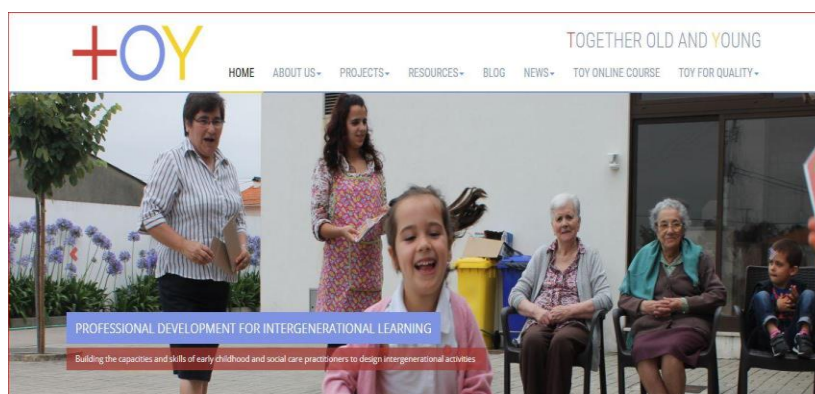 TOY
TOGETHER OLD AND YOUNG
HOME ABOUT US PROJECTS RESOURCES BLOG NEWS TOY ONLINE COURSE TOY FOR QUALITY
PROFESSIONAL DEVELOPMENT FOR INTERGENERATIONAL LEARNING
Building the capacities and skills of early childhood and social care practitioners to design intergenerational activities